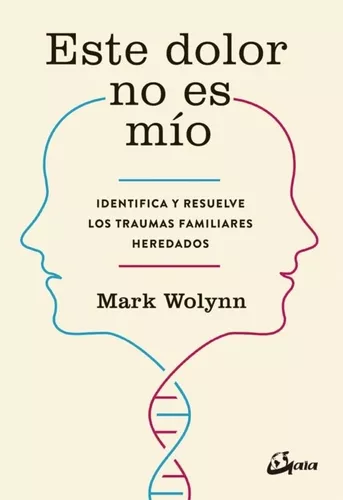 Este dolor
no es
mío
IDENTIFICA Y RESUELVE
LOS TRAUMAS FAMILIARES
HEREDADOS
Mark Wolynn
Gaia